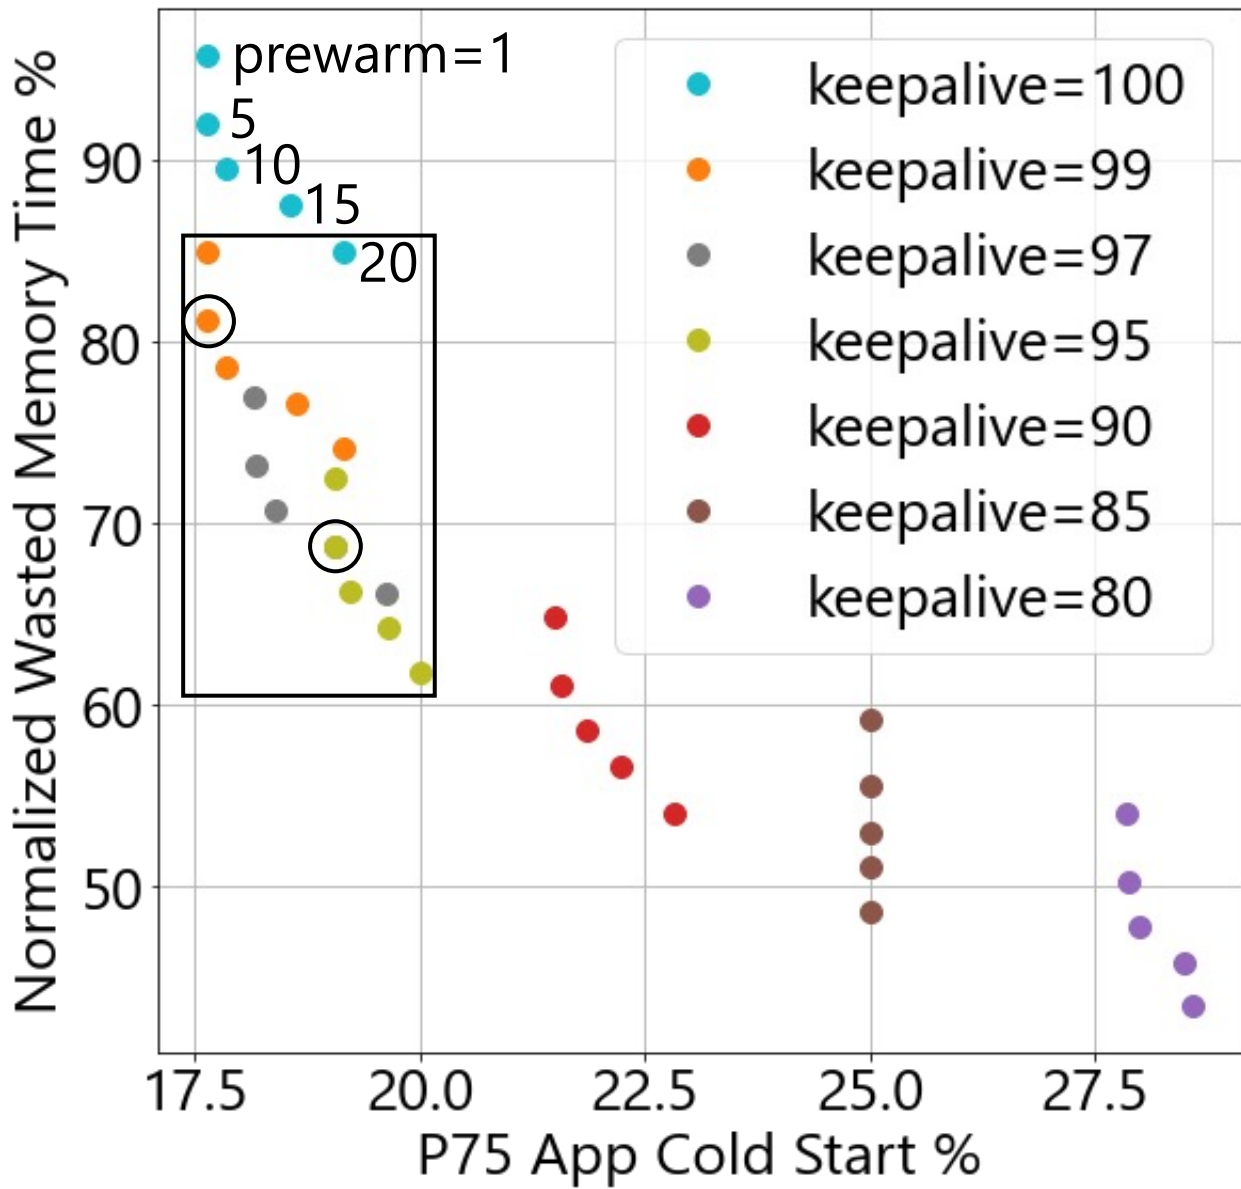 Normalized Wasted Memory Time %
90
80
70
60
50
prewarm=1
5
10
15
20
keepalive=100
keepalive=99
keepalive=97
keepalive=95
keepalive=90
keepalive=85
keepalive=80
17.5 20.0 22.5 25.0 27.5
P75 App Cold Start %